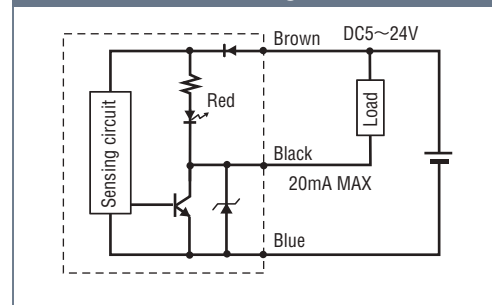 Brown
DC5～24V
Red
Sensing circuit
Load
Black
20mA MAX
Blue